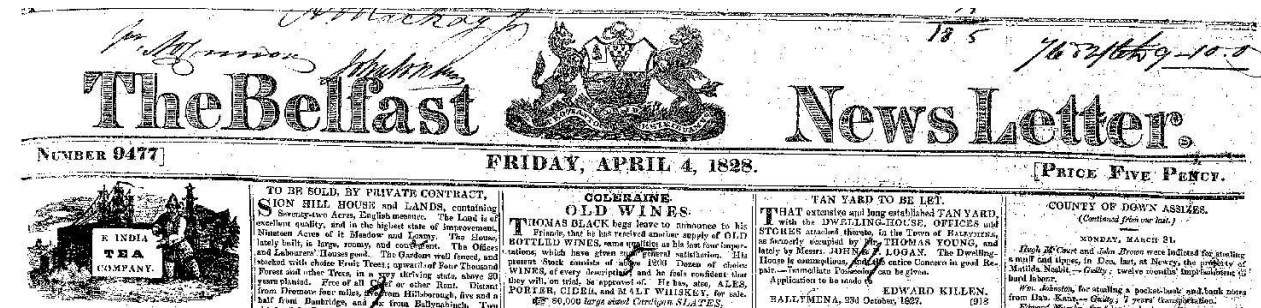 The Belfast News Letter.
NUMBER 9477]
FRIDAY, APRIL 4, 1828.
[PRICE FIVE PENCE.
E INDIA
TEA
COMPANY.
TO BE SOLD, BY PRIVATE CONTRACT,
SION HILL HOUSE and LANDS, containing
Seventy-two Acres, English measure. The Land is of
excellent quality, and in the highest state of improvement,
Nineteen Acres of it Meadow and Lawn. The House,
lately built, is large, roomy, and convenient. The Offices
and Labourers' Houses good. The Gardens well fenced, and
stocked with choice Fruit Trees; upward of Four Thousand
Forest and other Trees, in a very thriving state, above 20
years planted. Free of all or other Rent. Distant
from Dromore four miles, from Hillsborough, five and a
half from Banbridge, and from Ballynahinch. Two
COLERAINE.
OLD WINES.
THOMAS BLACK begs leave to announce to his
Friends, that he has received another supply of OLD
BOTTLED WINES, same qualities as his last four impor-
tations, which have given general satisfaction. His
present Stock consists of 1200 Dozen of choice
WINES, of every description, and he feels confident that
they will, on trial, be approved of. He has, also, ALES,
PORTER, CIDER, and MALT WHISKEY, for sale.
80,000 large sized Cardigan SLATES,
TAN YARD TO BE LET.
THAT extensive and long established TAN YARD,
with the DWELLING-HOUSE, OFFICES and
STORES attached thereto, in the Town of BALLYMENA,
as formerly occupied by Mr. THOMAS YOUNG, and
lately by Messrs. JOHN & P. LOGAN. The Dwelling-
House is commodious, and the entire Concern in good Re-
pair.—Immediate Possession can be given.
Application to be made to
EDWARD KILLEN.
BALLYMENA, 23d October, 1827. (918
COUNTY OF DOWN ASSIZES.
(Continued from our last.)
MONDAY, MARCH 31.
Hugh M'Court and John Brown were indicted for stealing
a muff and tippet, in Dec. last, at Newry, the property of
Matilda Nesbit.—Guilty; twelve months' imprisonment
hard labour.
Wm. Johnston, for stealing a pocket-book and bank notes
from Dan. Kane.—Guilty; 7 years' transportation.